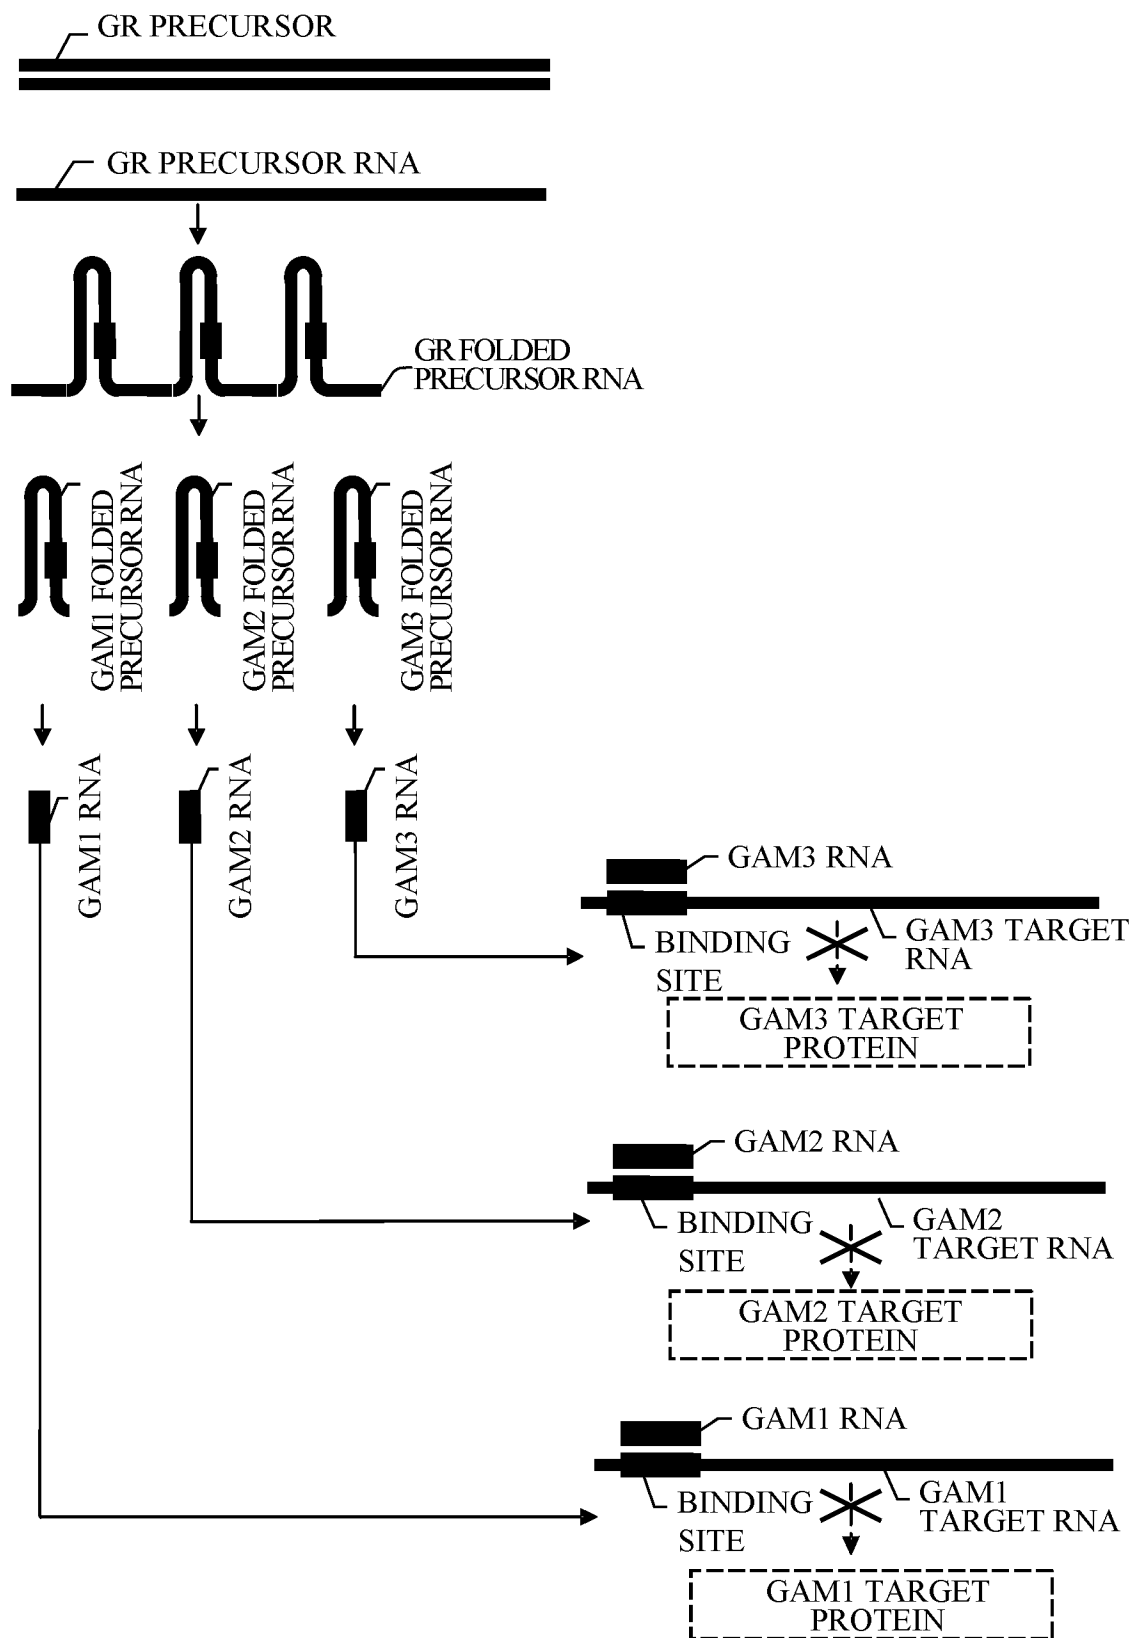 GR PRECURSOR
GR PRECURSOR RNA
GR FOLDED
PRECURSOR RNA
GAM1 FOLDED
PRECURSOR RNA
GAM2 FOLDED
PRECURSOR RNA
GAM3 FOLDED
PRECURSOR RNA
GAM1 RNA
GAM2 RNA
GAM3 RNA
GAM3 RNA
BINDING
SITE
GAM3 TARGET
RNA
GAM3 TARGET
PROTEIN
GAM2 RNA
BINDING
SITE
GAM2
TARGET RNA
GAM2 TARGET
PROTEIN
GAM1 RNA
BINDING
SITE
GAM1
TARGET RNA
GAM1 TARGET
PROTEIN